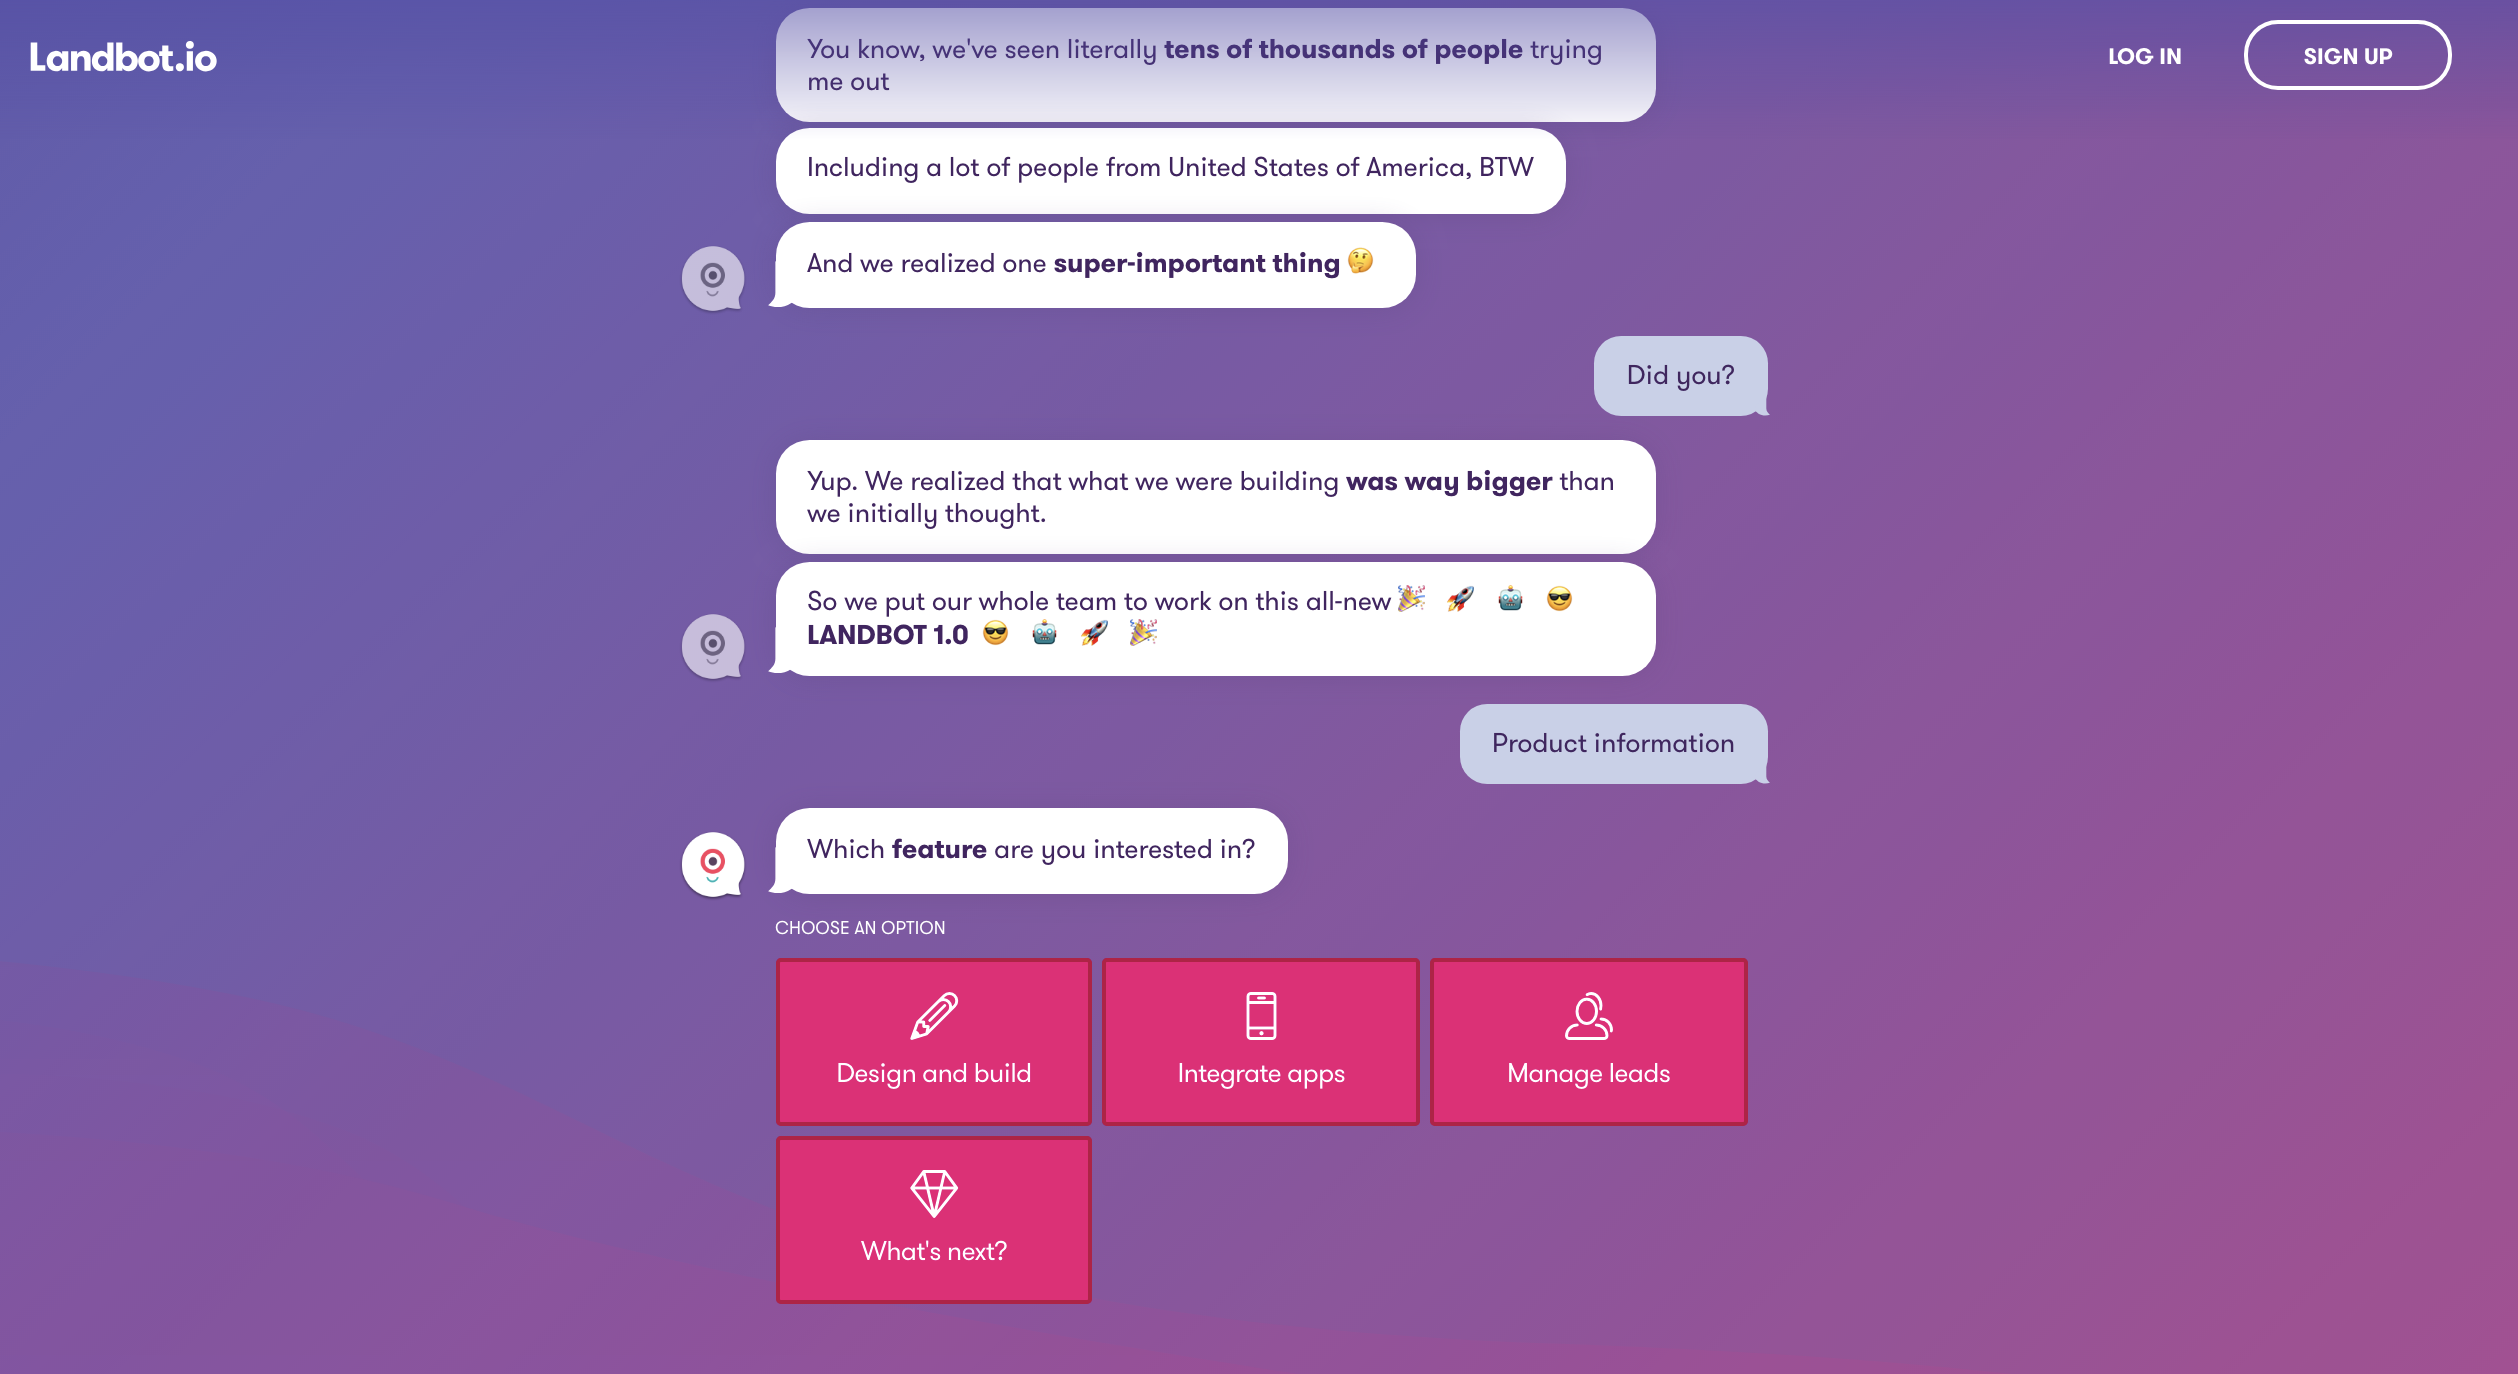 Landbot.io
LOG IN
SIGN UP
You know, we've seen literally tens of thousands of people trying
me out
Including a lot of people from United States of America, BTW
And we realized one super-important thing 🤔
Did you?
Yup. We realized that what we were building was way bigger than
we initially thought.
So we put our whole team to work on this all-new 🎉 🚀 🤖 😎
LANDBOT 1.0 😎 🤖 🚀 🎉
Product information
Which feature are you interested in?
CHOOSE AN OPTION
Design and build
Integrate apps
Manage leads
What's next?